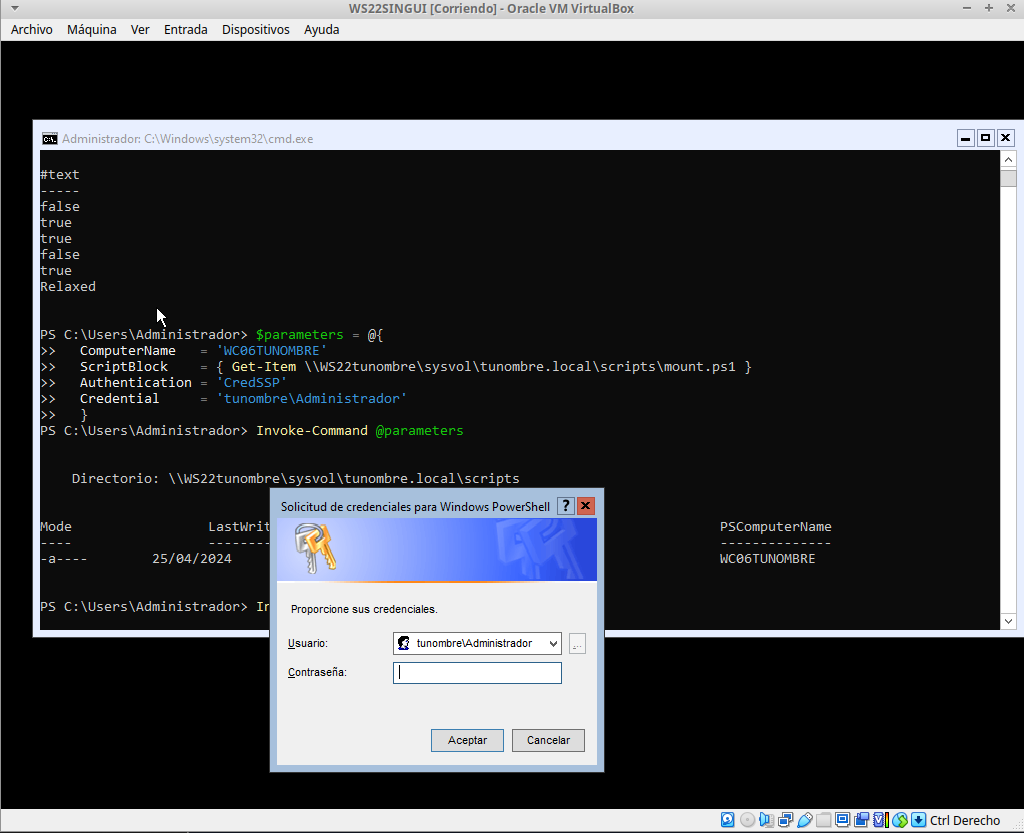 WS22SINGUI [Corriendo] - Oracle VM VirtualBox
Archivo Máquina Ver Entrada Dispositivos Ayuda
Administrador: C:\Windows\system32\cmd.exe
#text
-----
false
true
true
false
true
Relaxed
PS C:\Users\Administrador> $parameters = @{
>> ComputerName = 'WC06TUNOMBRE'
>> ScriptBlock = { Get-Item \\WS22tunombre\sysvol\tunombre.local\scripts\mount.ps1 }
>> Authentication = 'CredSSP'
>> Credential = 'tunombre\Administrador'
>> }
PS C:\Users\Administrador> Invoke-Command @parameters
Directorio: \\WS22tunombre\sysvol\tunombre.local\scripts
Mode LastWrit PSComputerName
---- -------- --------------
-a---- 25/04/2024 WC06TUNOMBRE
PS C:\Users\Administrador> In
Solicitud de credenciales para Windows PowerShell
Proporcione sus credenciales.
Usuario: tunombre\Administrador ...
Contraseña:
Aceptar Cancelar
Ctrl Derecho